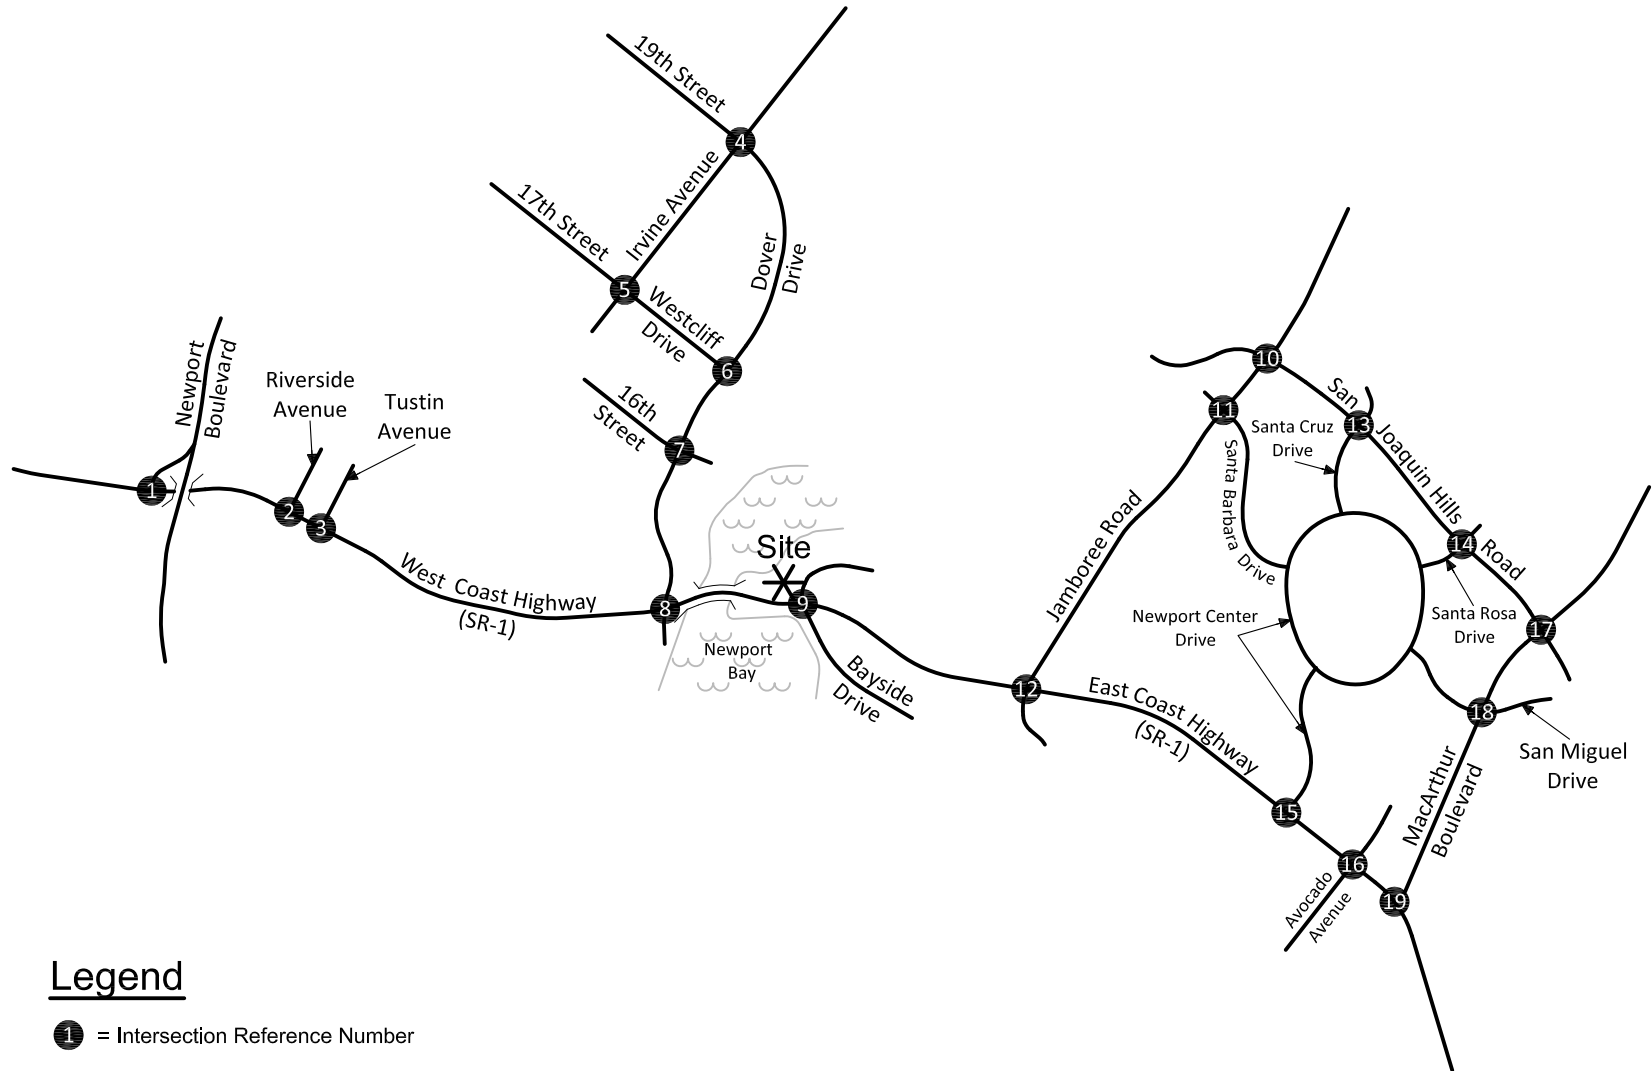 19th Street
4
17th Street
Irvine Avenue
Dover
Drive
5
Westcliff
Drive
6
16th
Street
7
Newport
Boulevard
Riverside
Avenue
Tustin
Avenue
1
2
3
West Coast Highway
(SR-1)
8
Site
9
Newport
Bay
Bayside
Drive
10
11
San
Joaquin Hills
Road
13
Santa Cruz
Drive
Santa Barbara Drive
Jamboree Road
14
Santa Rosa
Drive
Newport Center
Drive
17
12
East Coast Highway
(SR-1)
18
San Miguel
Drive
MacArthur
Boulevard
15
16
Avocado
Avenue
19
Legend
1 = Intersection Reference Number